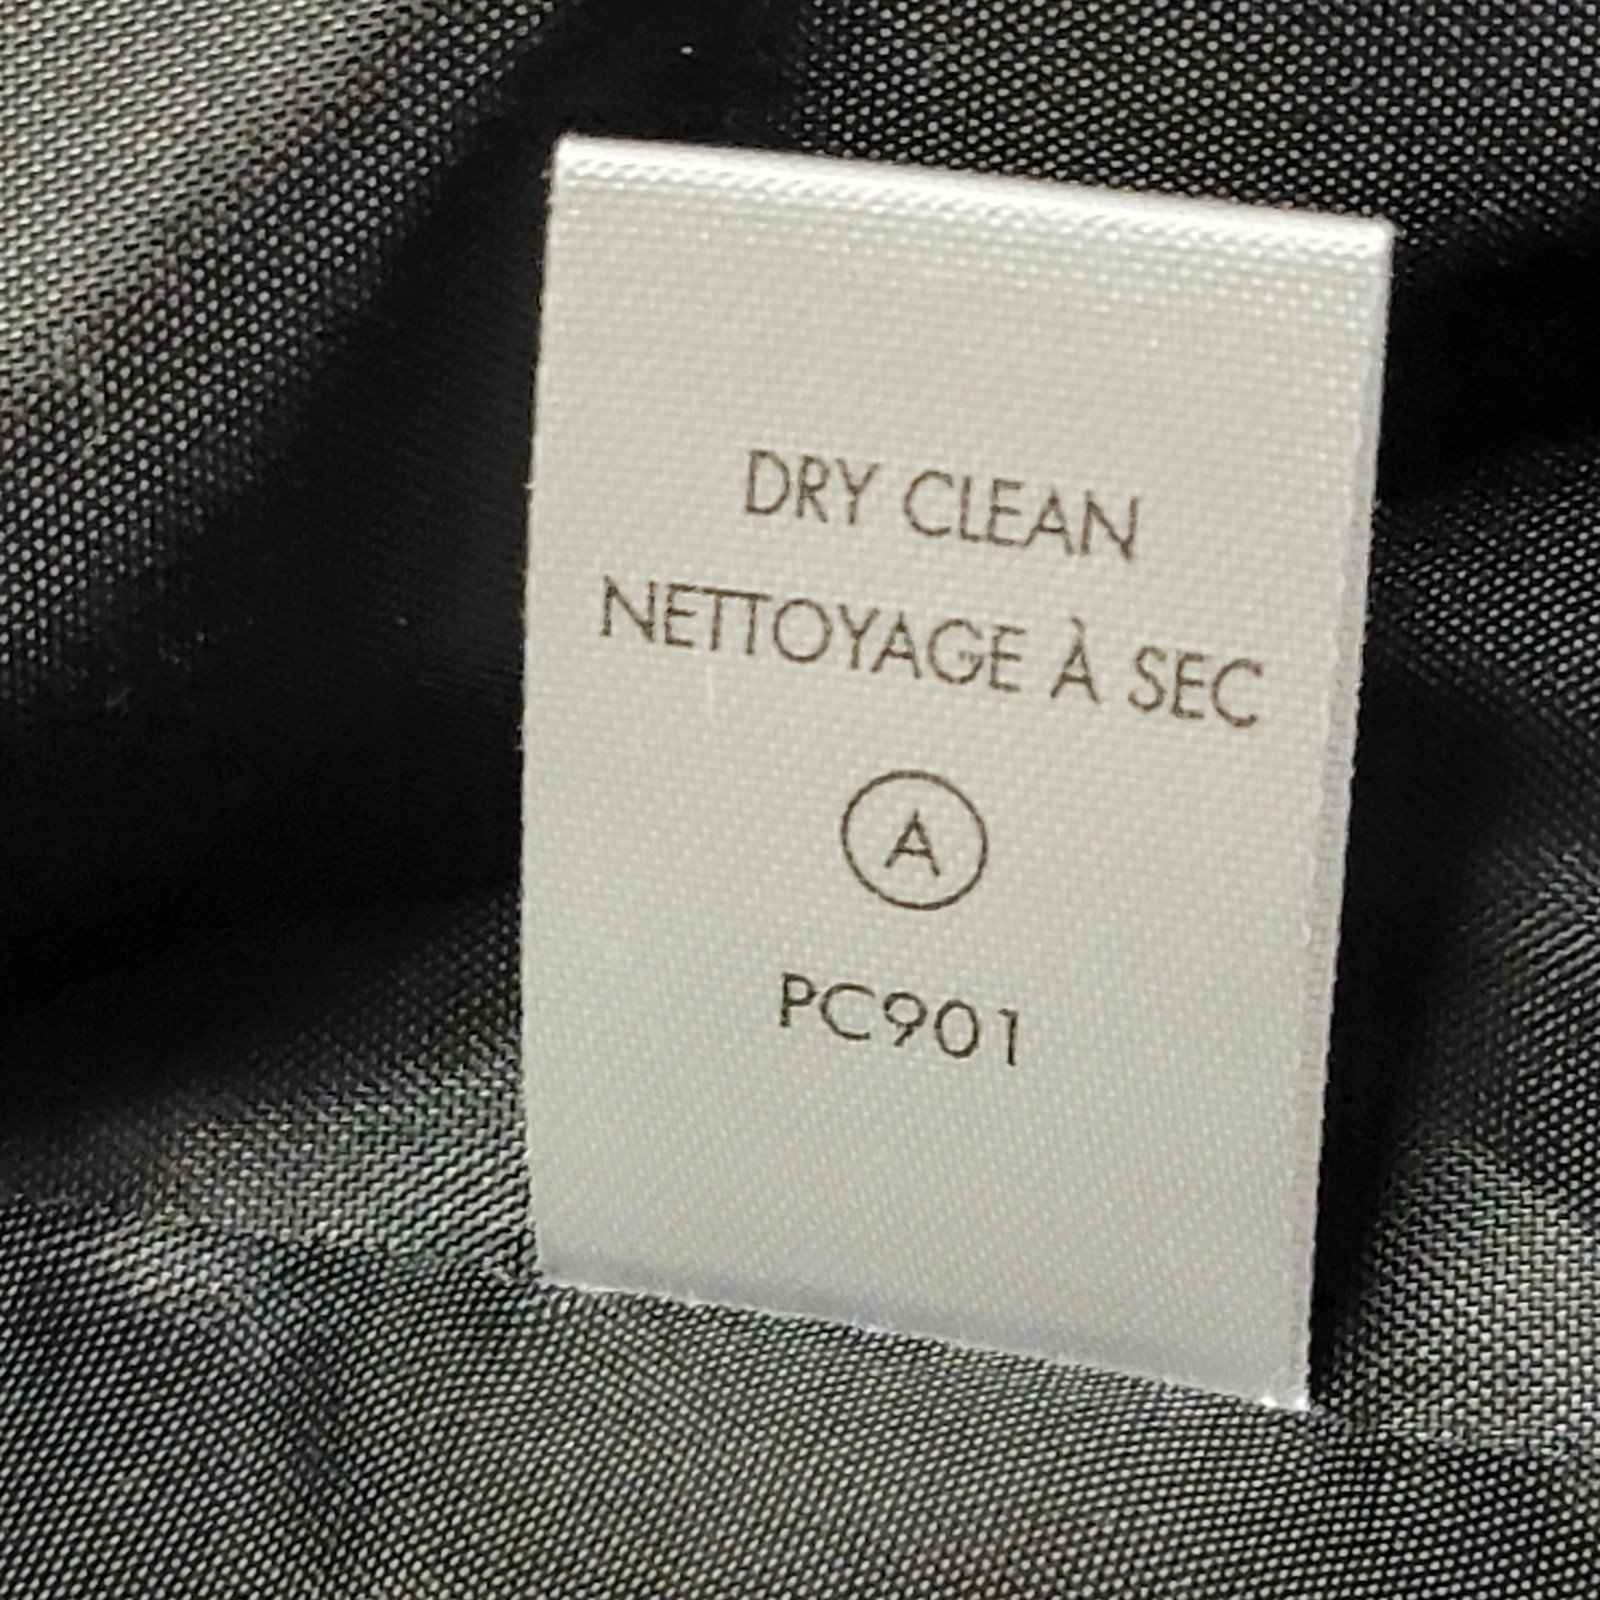 DRY CLEAN
NETTOYAGE À SEC
A
PC901